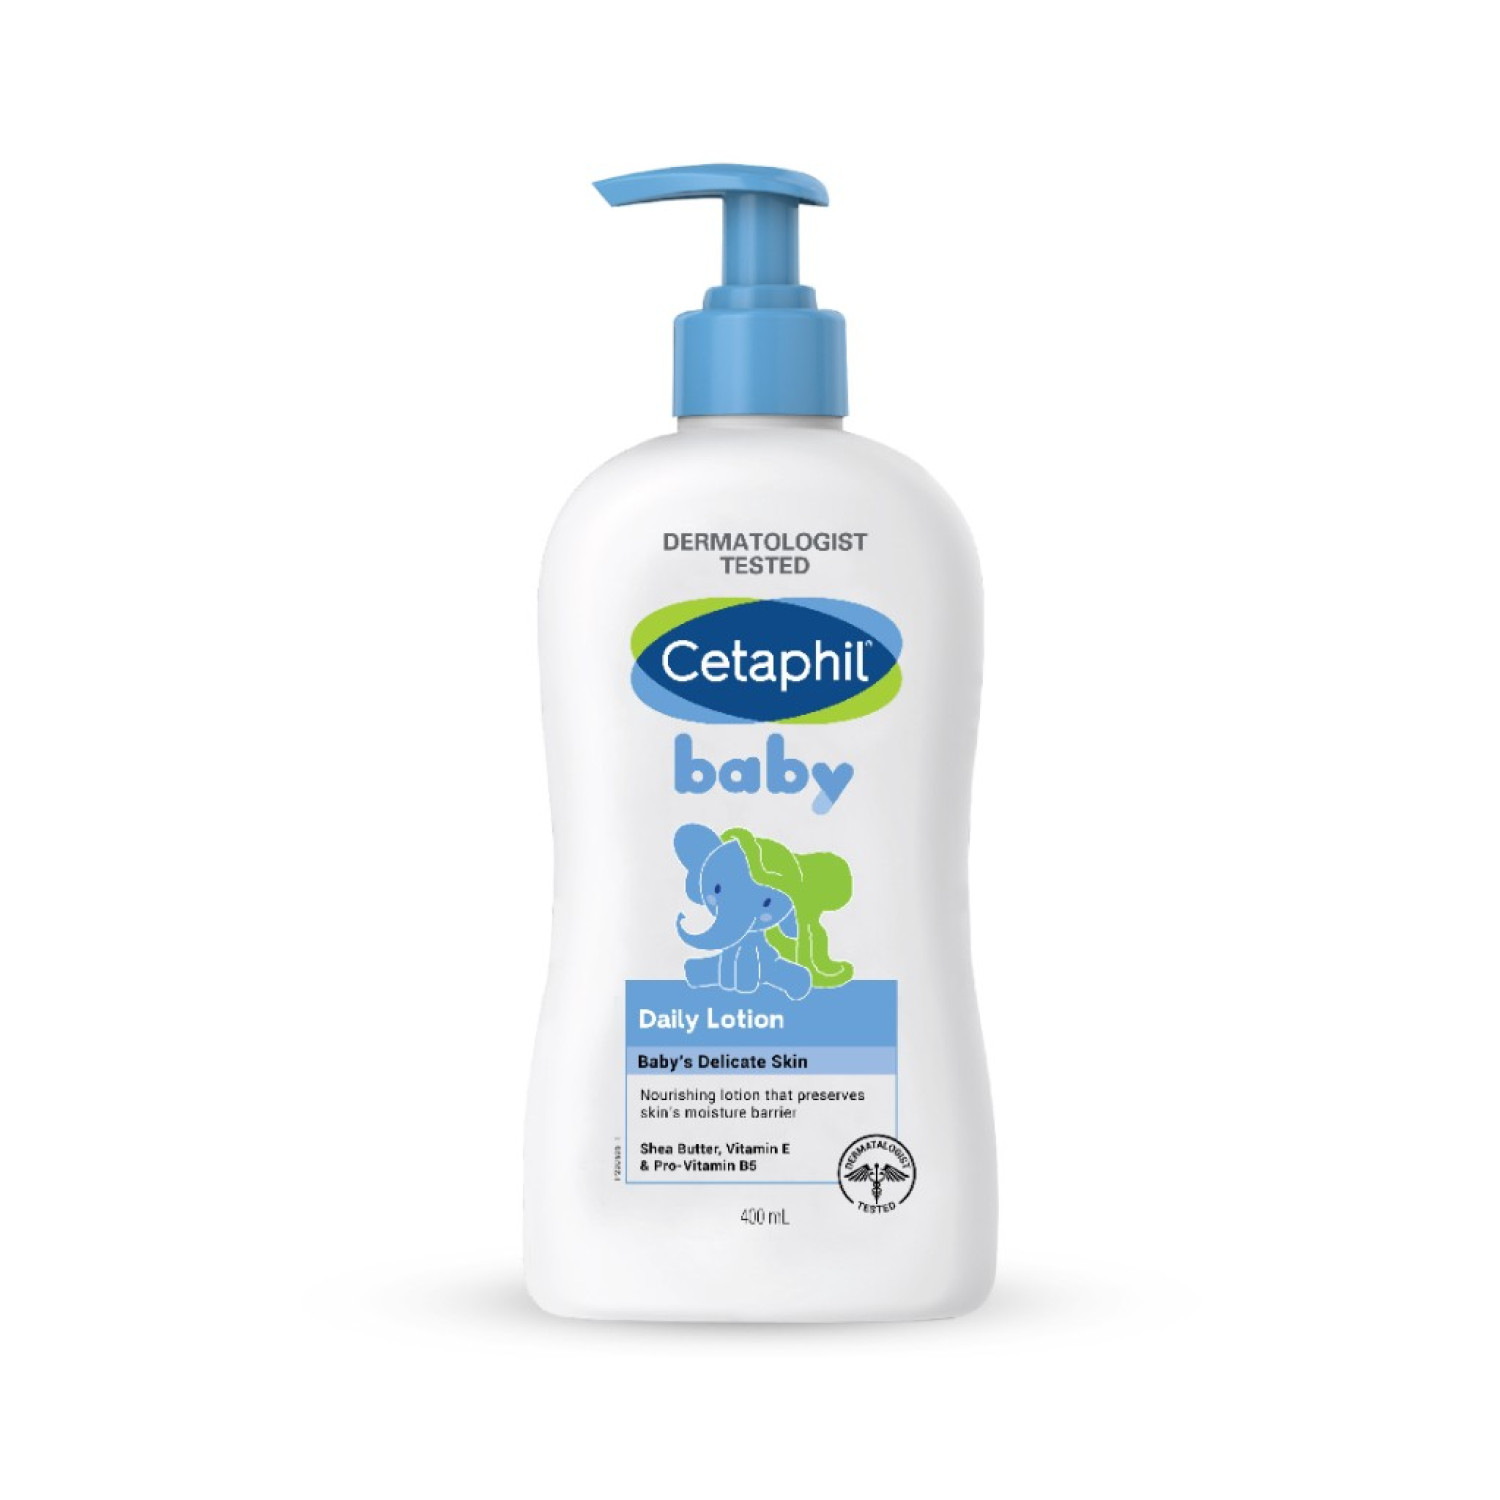 DERMATOLOGIST
TESTED
Cetaphil
baby
Daily Lotion
Baby's Delicate Skin
Nourishing lotion that preserves
skin's moisture barrier
Shea Butter, Vitamin E
& Pro-Vitamin B5
DERMATALOGIST
TESTED
400 mL